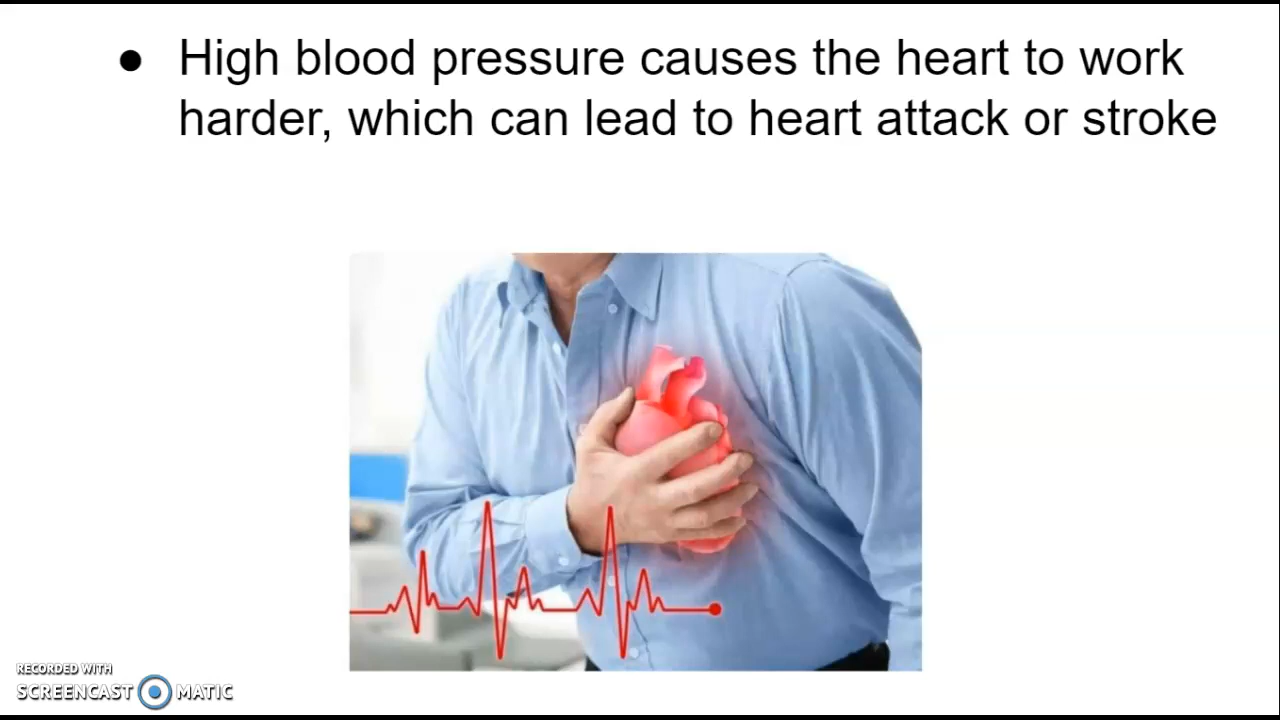 ● High blood pressure causes the heart to work
harder, which can lead to heart attack or stroke
RECORDED WITH
SCREENCAST MATIC